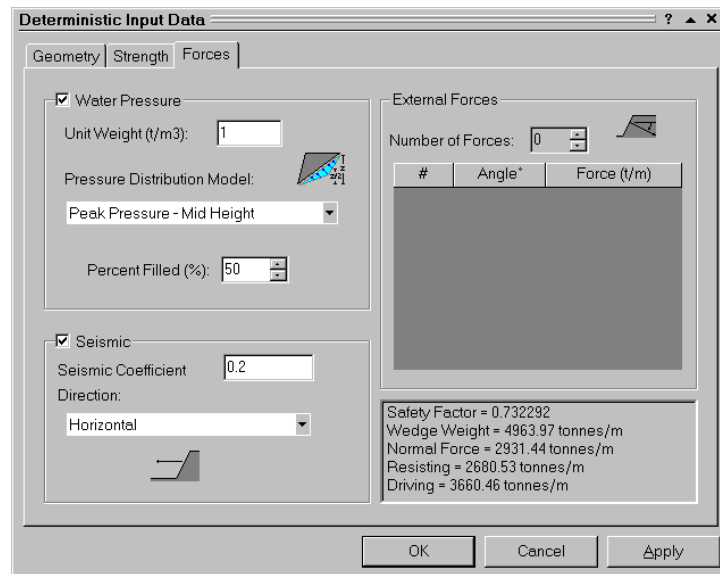 Deterministic Input Data
Geometry Strength Forces
Water Pressure
Unit Weight (t/m3): 1
Pressure Distribution Model:
Peak Pressure - Mid Height
Percent Filled (%): 50
Seismic
Seismic Coefficient 0.2
Direction:
Horizontal
External Forces
Number of Forces: 0
# Angle° Force (t/m)
Safety Factor = 0.732292
Wedge Weight = 4963.97 tonnes/m
Normal Force = 2931.44 tonnes/m
Resisting = 2680.53 tonnes/m
Driving = 3660.46 tonnes/m
OK Cancel Apply